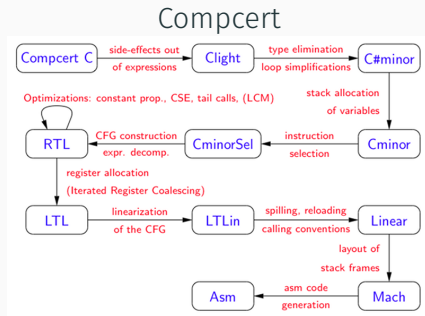 Compcert
Compcert C
side-effects out
of expressions
Clight
type elimination
loop simplifications
C#minor
stack allocation
of variables
Optimizations: constant prop., CSE, tail calls, (LCM)
RTL
CFG construction
expr. decomp.
CminorSel
instruction
selection
Cminor
register allocation
(Iterated Register Coalescing)
LTL
linearization
of the CFG
LTLin
spilling, reloading
calling conventions
Linear
layout of
stack frames
Asm
asm code
generation
Mach